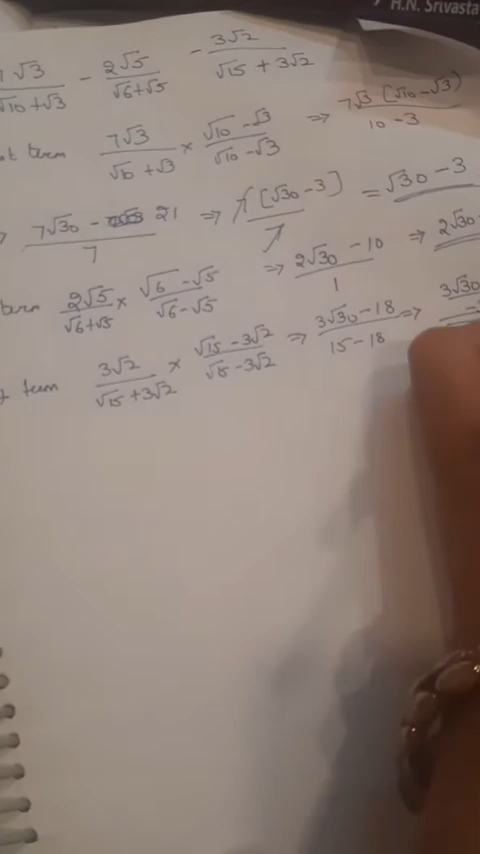 H.N. Srivasta
7√3/√10+√3 - 2√5/√6+√5 - 3√2/√15+3√2
term 7√3/√10+√3 × √10-√3/√10-√3 ⇒ 7√3(√10-√3)/10-3
7√30 - 21/7 ⇒ 7(√30-3)/7 = √30-3
term 2√5/√6+√5 × √6-√5/√6-√5 ⇒ 2√30-10/1 ⇒ 2√30
term 3√2/√15+3√2 × √15-3√2/√15-3√2 ⇒ 3√30-18/15-18 ⇒ 3√30